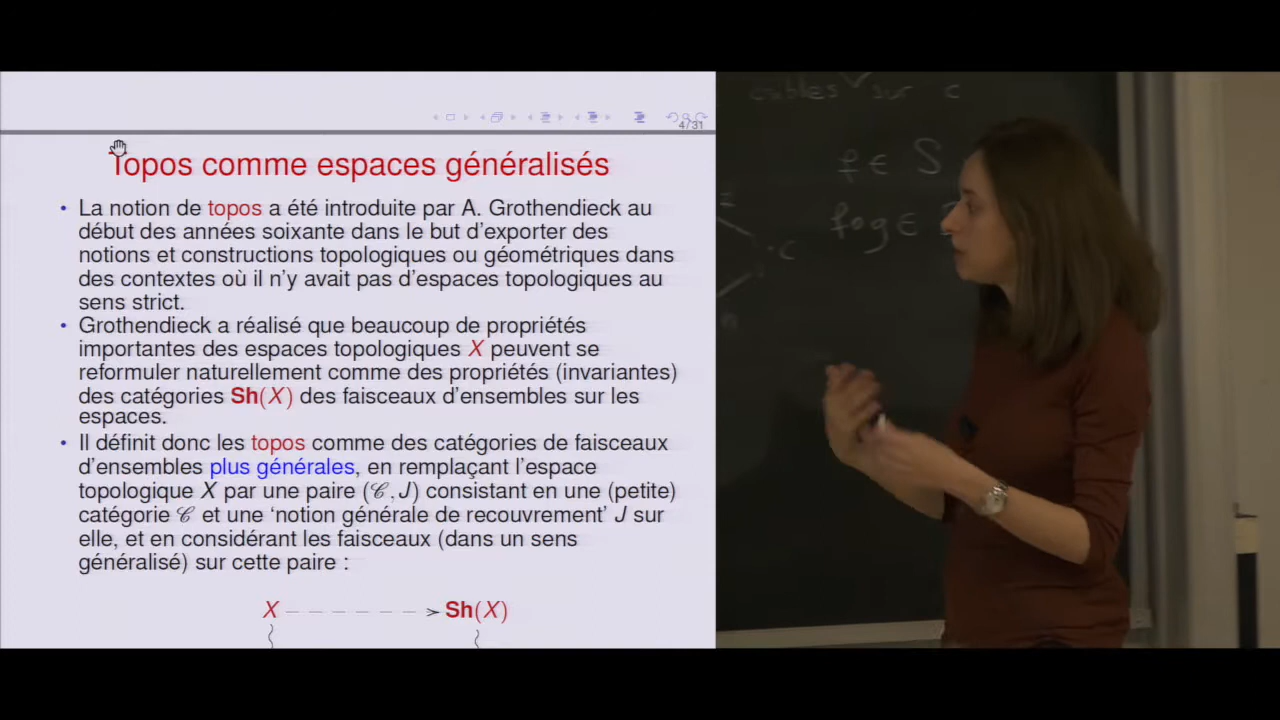 4/31
Topos comme espaces généralisés
• La notion de topos a été introduite par A. Grothendieck au
début des années soixante dans le but d'exporter des
notions et constructions topologiques ou géométriques dans
des contextes où il n'y avait pas d'espaces topologiques au
sens strict.
• Grothendieck a réalisé que beaucoup de propriétés
importantes des espaces topologiques X peuvent se
reformuler naturellement comme des propriétés (invariantes)
des catégories Sh(X) des faisceaux d'ensembles sur les
espaces.
• Il définit donc les topos comme des catégories de faisceaux
d'ensembles plus générales, en remplaçant l'espace
topologique X par une paire (𝒞, J) consistant en une (petite)
catégorie 𝒞 et une ‘notion générale de recouvrement’ J sur
elle, et en considérant les faisceaux (dans un sens
généralisé) sur cette paire :
X Sh(X)
sur c
f ∈ S
fog ∈
c